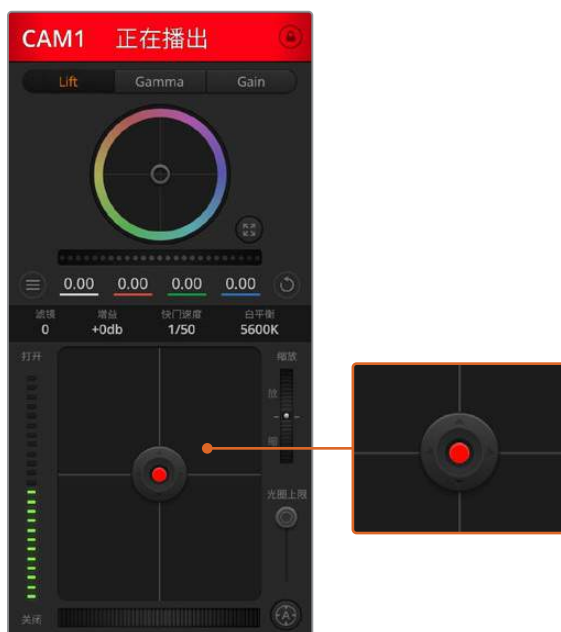 CAM1 正在播出
Lift Gamma Gain
0.00 0.00 0.00 0.00
滤镜 增益 快门速度 白平衡
0 +0db 1/50 5600K
打开 缩放
放
缩
光圈上限
关闭 A